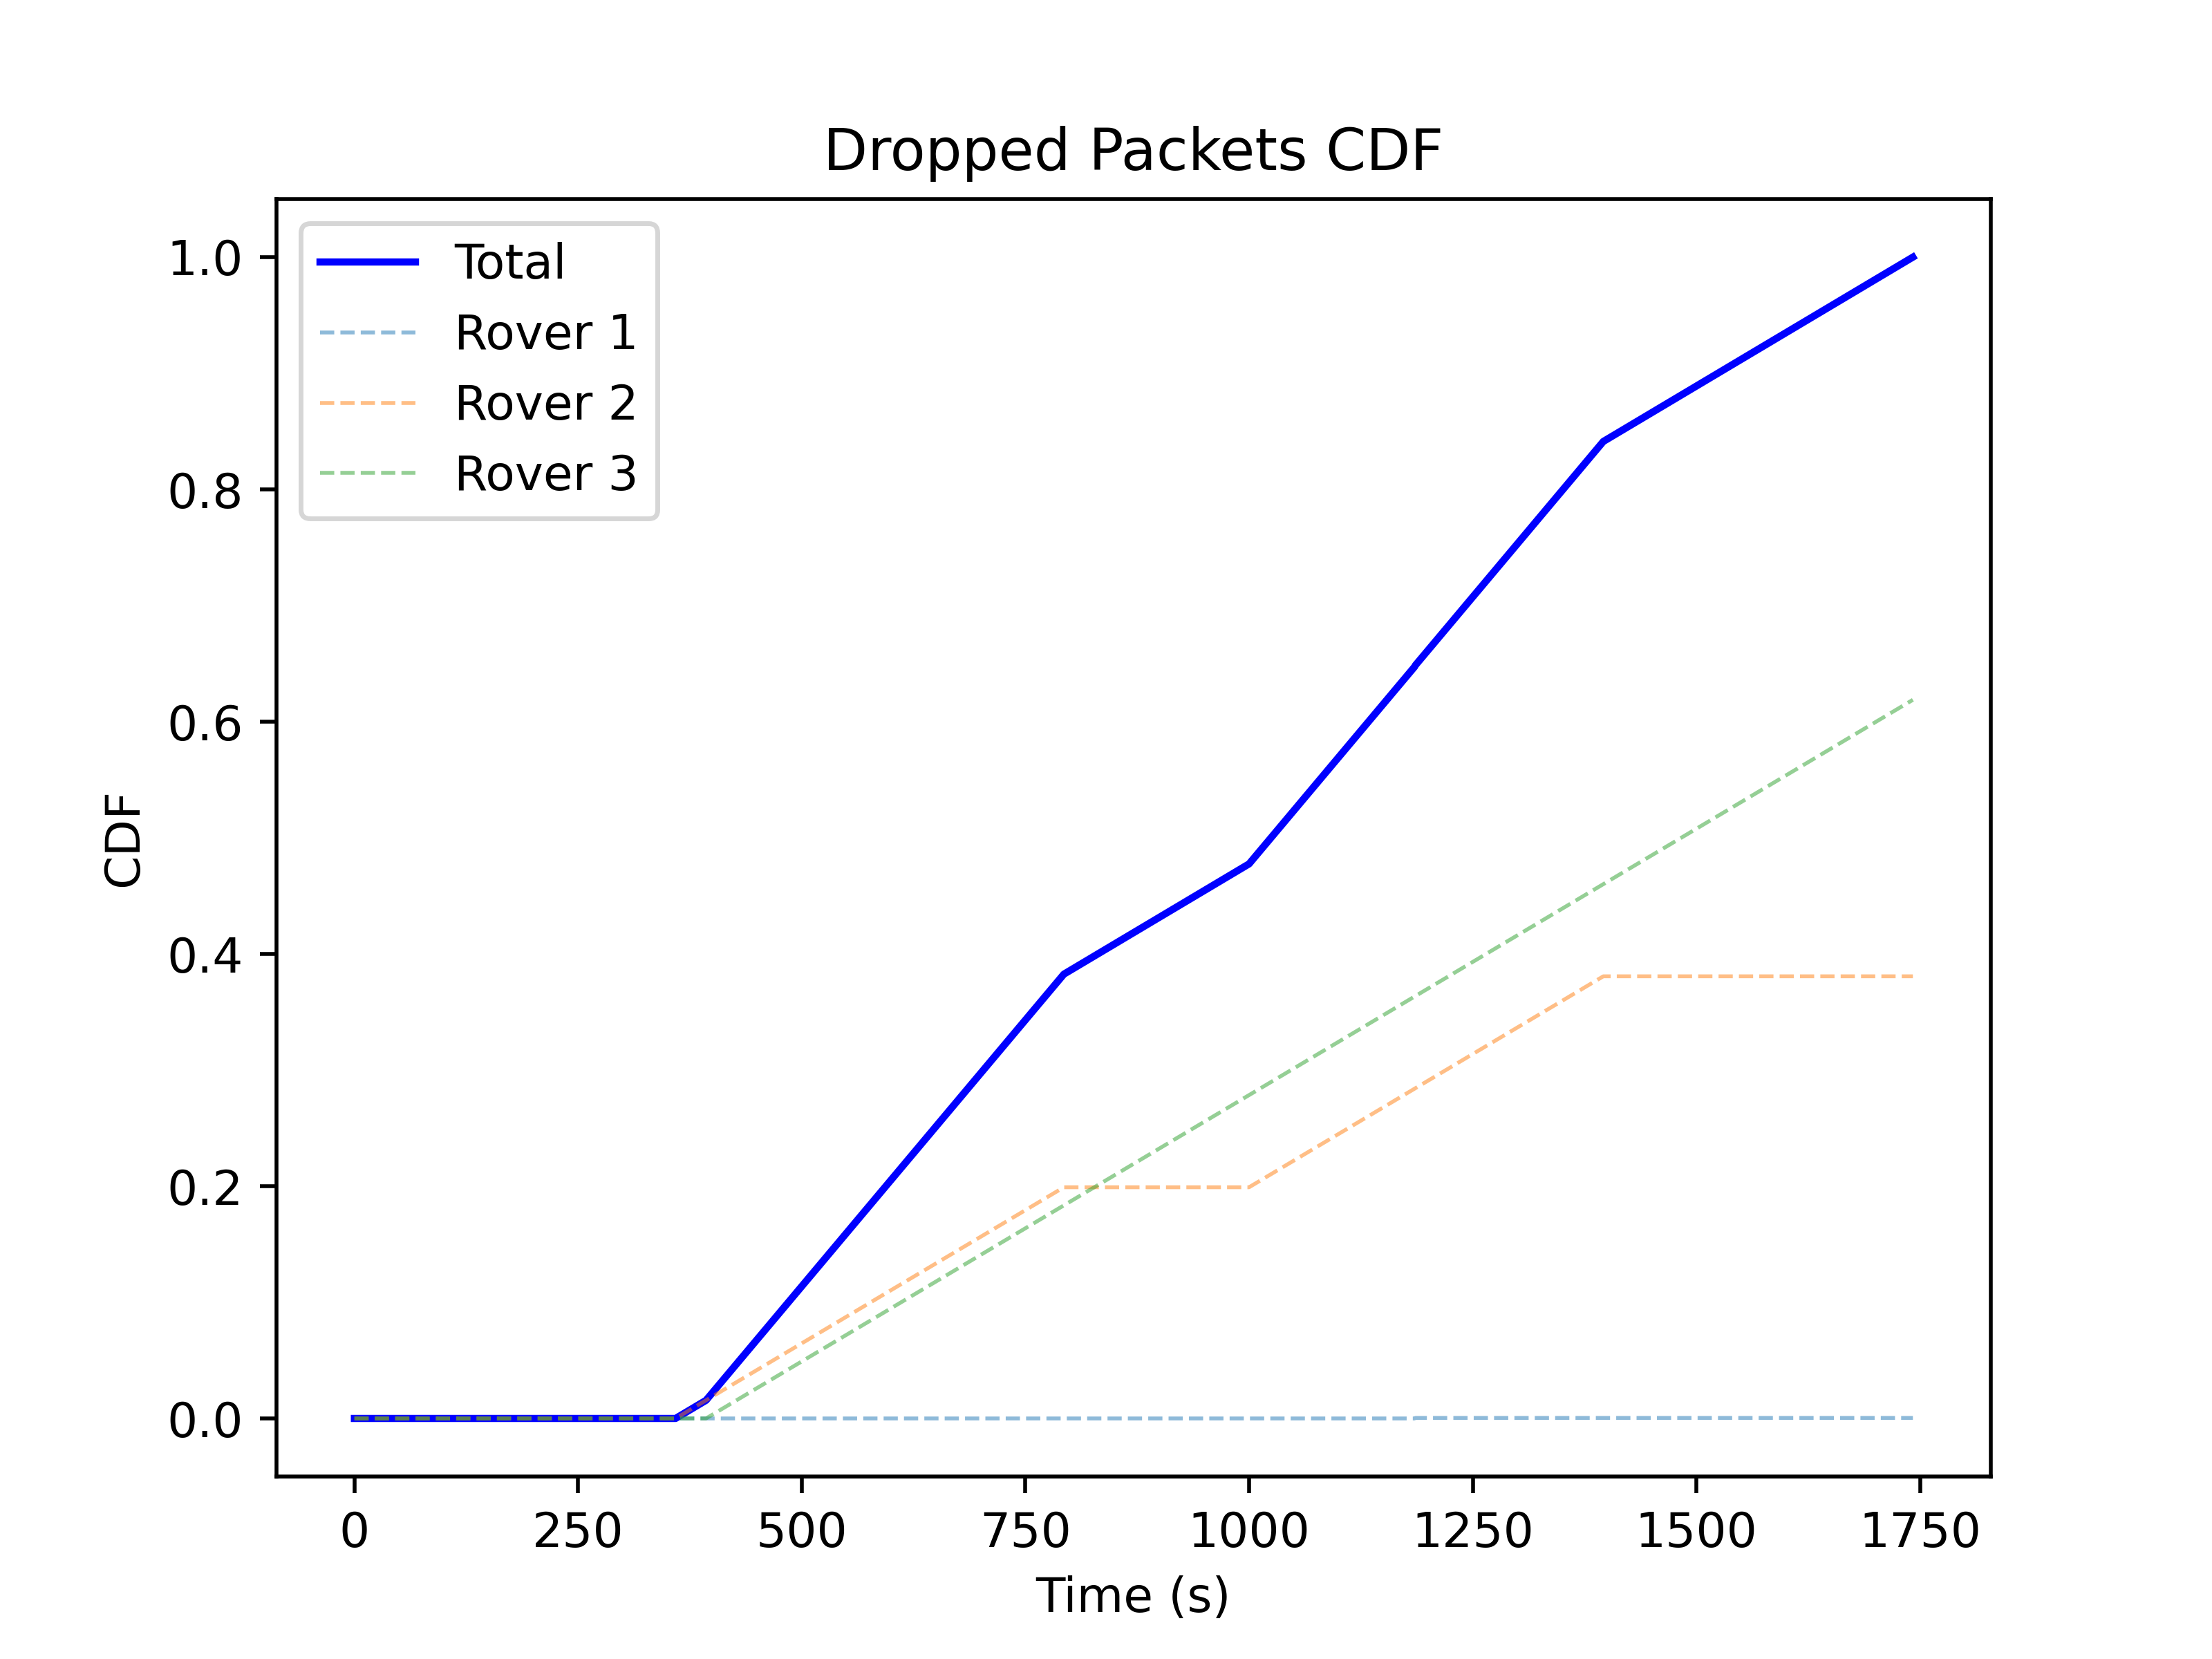 Dropped Packets CDF
Total
Rover 1
Rover 2
Rover 3
1.0
0.8
0.6
0.4
0.2
0.0
CDF
0 250 500 750 1000 1250 1500 1750
Time (s)